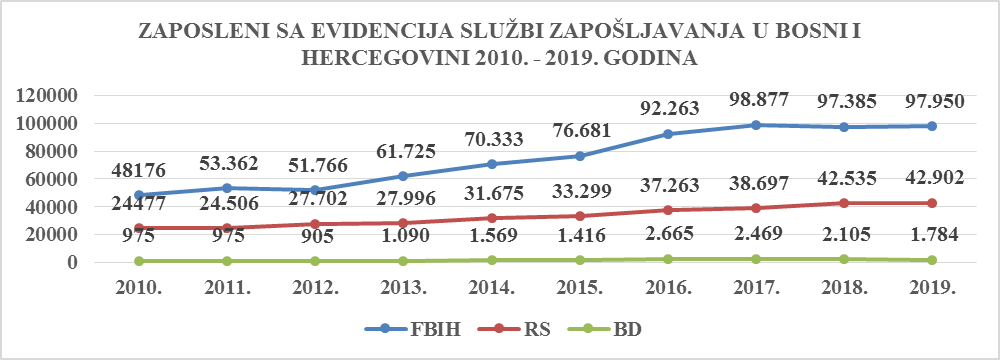 ZAPOSLENI SA EVIDENCIJA SLUŽBI ZAPOŠLJAVANJA U BOSNI I
HERCEGOVINI 2010. - 2019. GODINA
120000
100000
80000
60000
40000
20000
0
48176 53.362 51.766 61.725 70.333 76.681 92.263 98.877 97.385 97.950
24477 24.506 27.702 27.996 31.675 33.299 37.263 38.697 42.535 42.902
975 975 905 1.090 1.569 1.416 2.665 2.469 2.105 1.784
2010. 2011. 2012. 2013. 2014. 2015. 2016. 2017. 2018. 2019.
FBIH RS BD